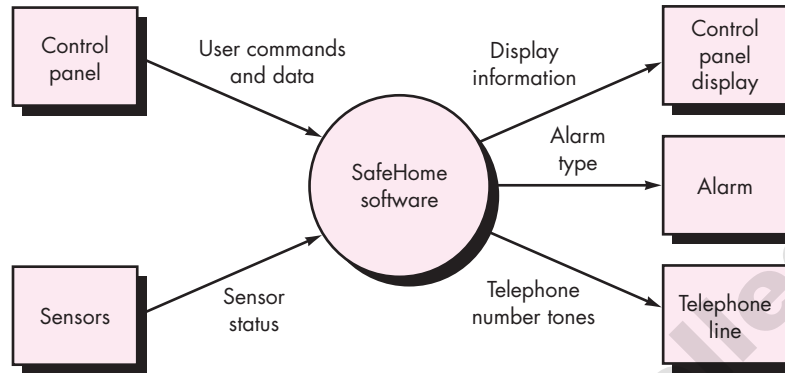 Control
panel
User commands
and data
Display
information
Control
panel
display
SafeHome
software
Alarm
type
Alarm
Sensors
Sensor
status
Telephone
number tones
Telephone
line